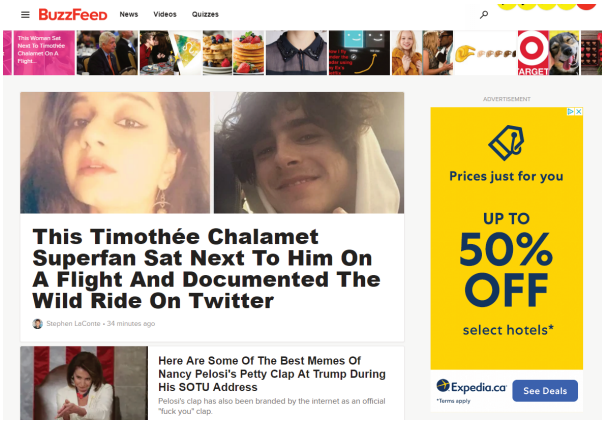 BuzzFeed News Videos Quizzes
This Woman Sat
Next To Timothée
Chalamet On A
Flight...
TARGET
ADVERTISEMENT
This Timothée Chalamet
Superfan Sat Next To Him On
A Flight And Documented The
Wild Ride On Twitter
Stephen LaConte • 34 minutes ago
Here Are Some Of The Best Memes Of
Nancy Pelosi's Petty Clap At Trump During
His SOTU Address
Pelosi's clap has also been branded by the internet as an official
"fuck you" clap.
Prices just for you
UP TO
50%
OFF
select hotels*
Expedia.ca
*Terms apply
See Deals